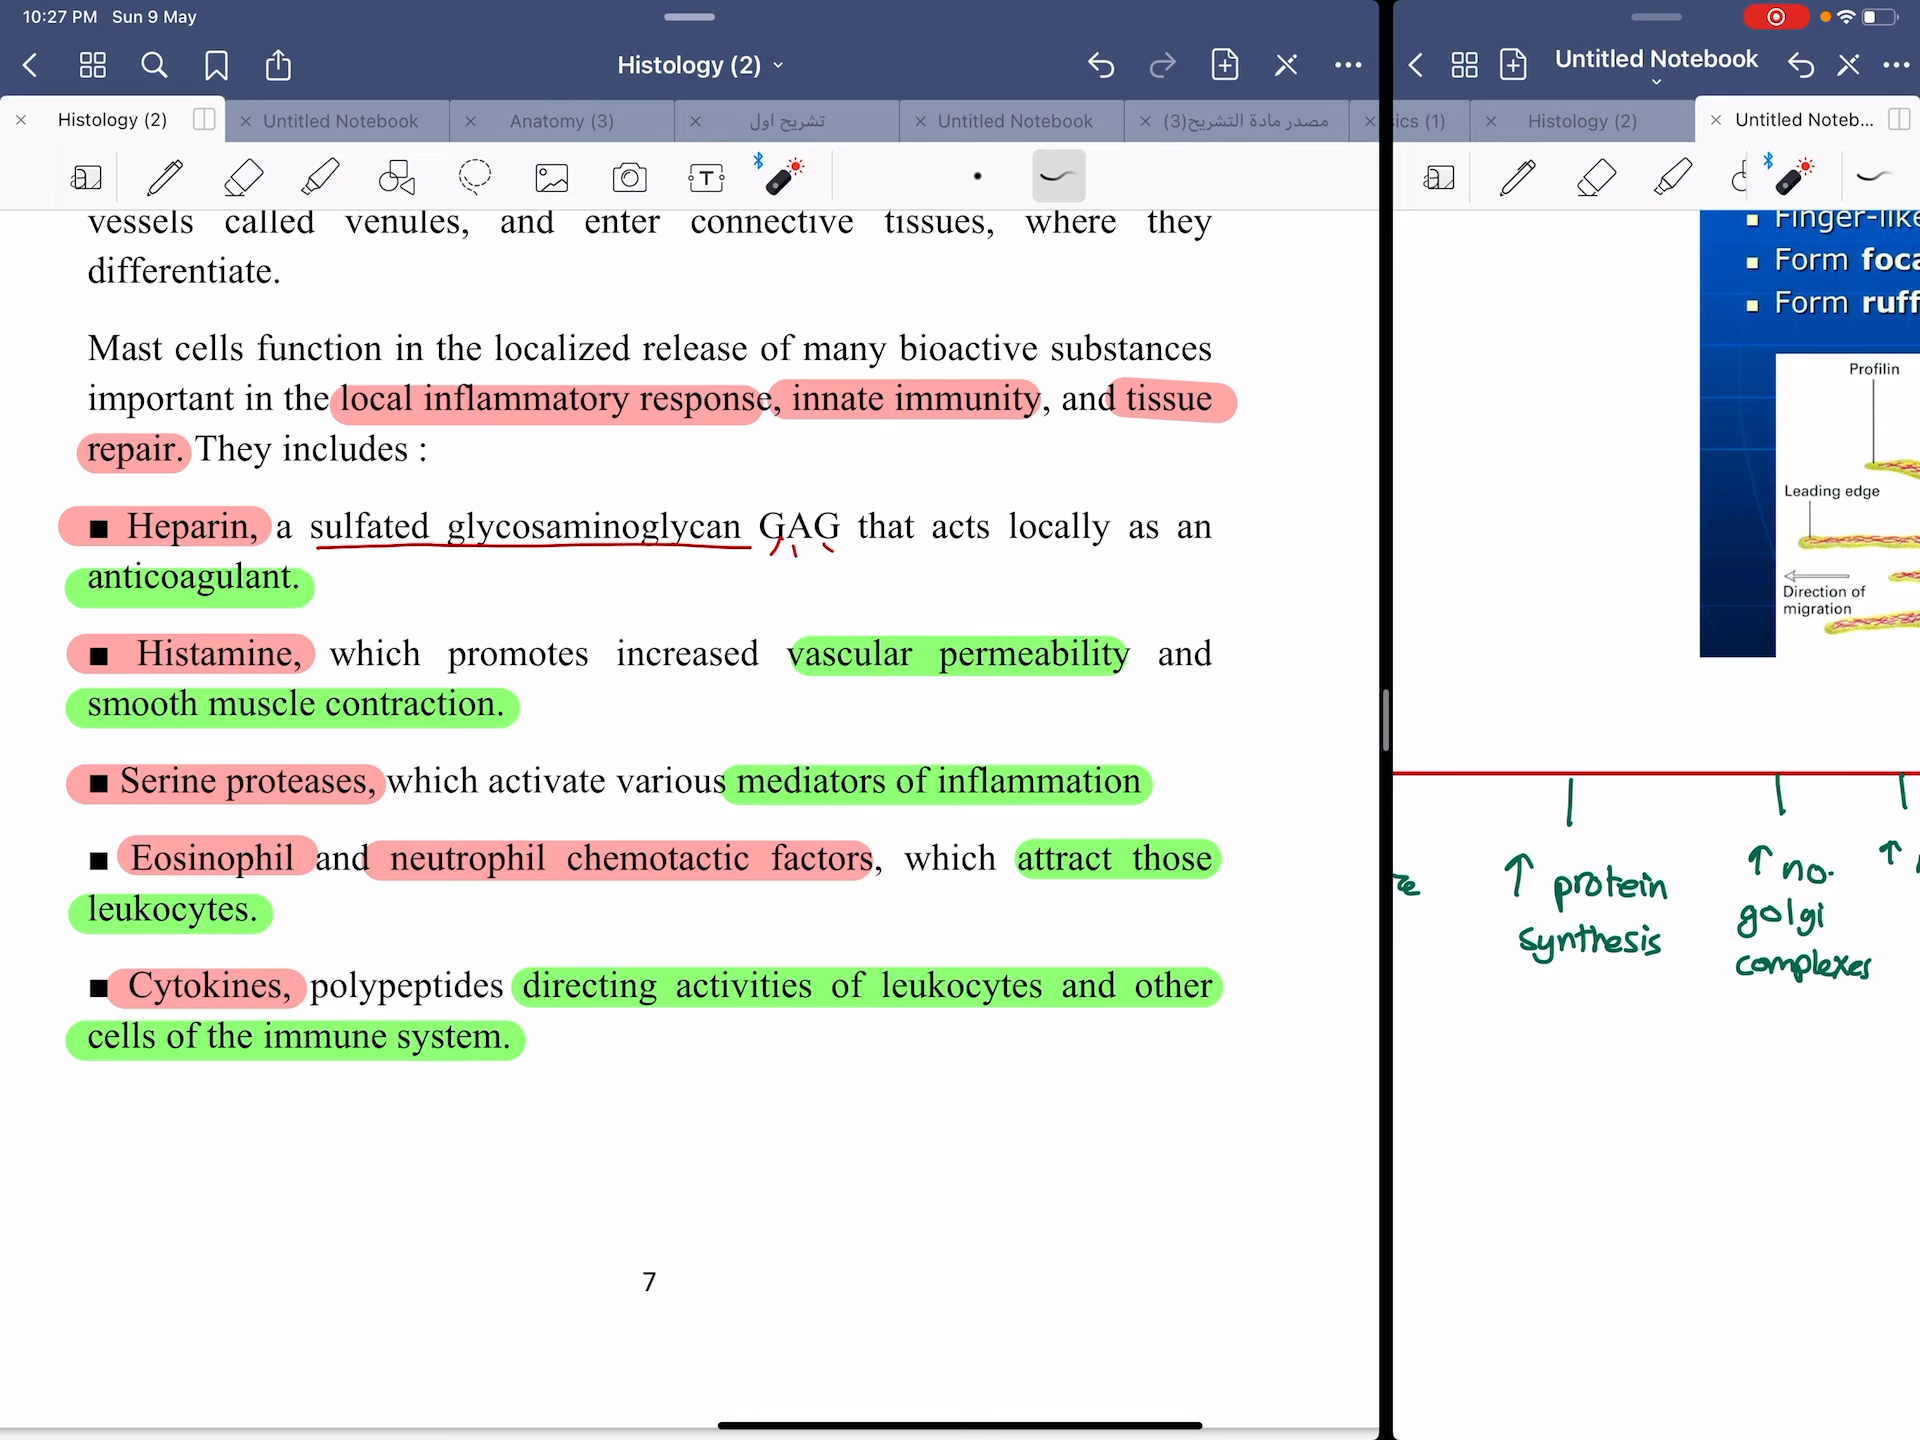 10:27 PM Sun 9 May
Histology (2)
Untitled Notebook
Histology (2)
Untitled Notebook
Anatomy (3)
تشريح اول
Untitled Notebook
مصدر مادة التشريح(3)
ics (1)
Histology (2)
Untitled Noteb...
vessels called venules, and enter connective tissues, where they
differentiate.
Mast cells function in the localized release of many bioactive substances
important in the local inflammatory response, innate immunity, and tissue
repair. They includes :
■ Heparin, a sulfated glycosaminoglycan GAG that acts locally as an
anticoagulant.
■ Histamine, which promotes increased vascular permeability and
smooth muscle contraction.
■ Serine proteases, which activate various mediators of inflammation
■ Eosinophil and neutrophil chemotactic factors, which attract those
leukocytes.
■ Cytokines, polypeptides directing activities of leukocytes and other
cells of the immune system.
7
Finger-like
Form foca
Form ruff
Profilin
Leading edge
Direction of
migration
↑ protein
synthesis
↑ no.
golgi
complexes
↑